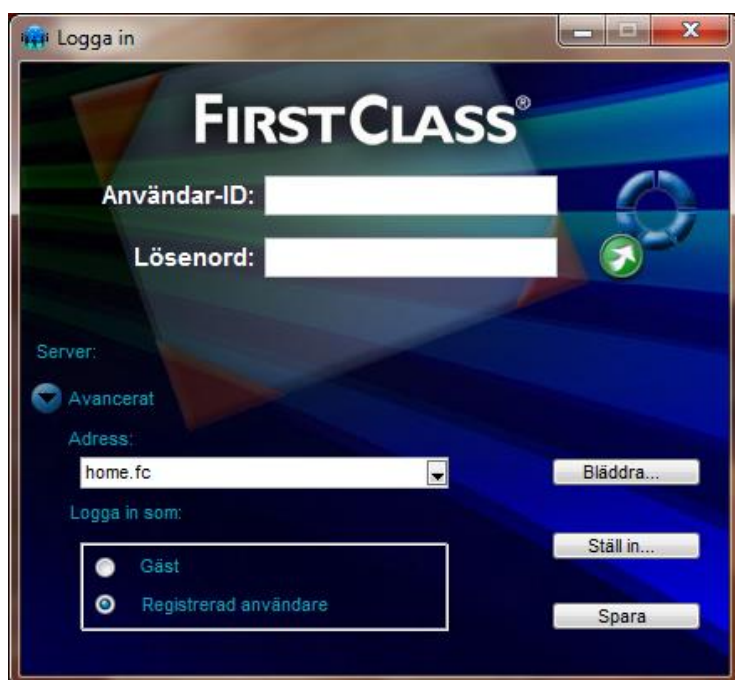 Logga in
FIRSTCLASS®
Användar-ID:
Lösenord:
Server:
Avancerat
Adress:
home.fc
Bläddra...
Logga in som:
Ställ in...
Gäst
Registrerad användare
Spara